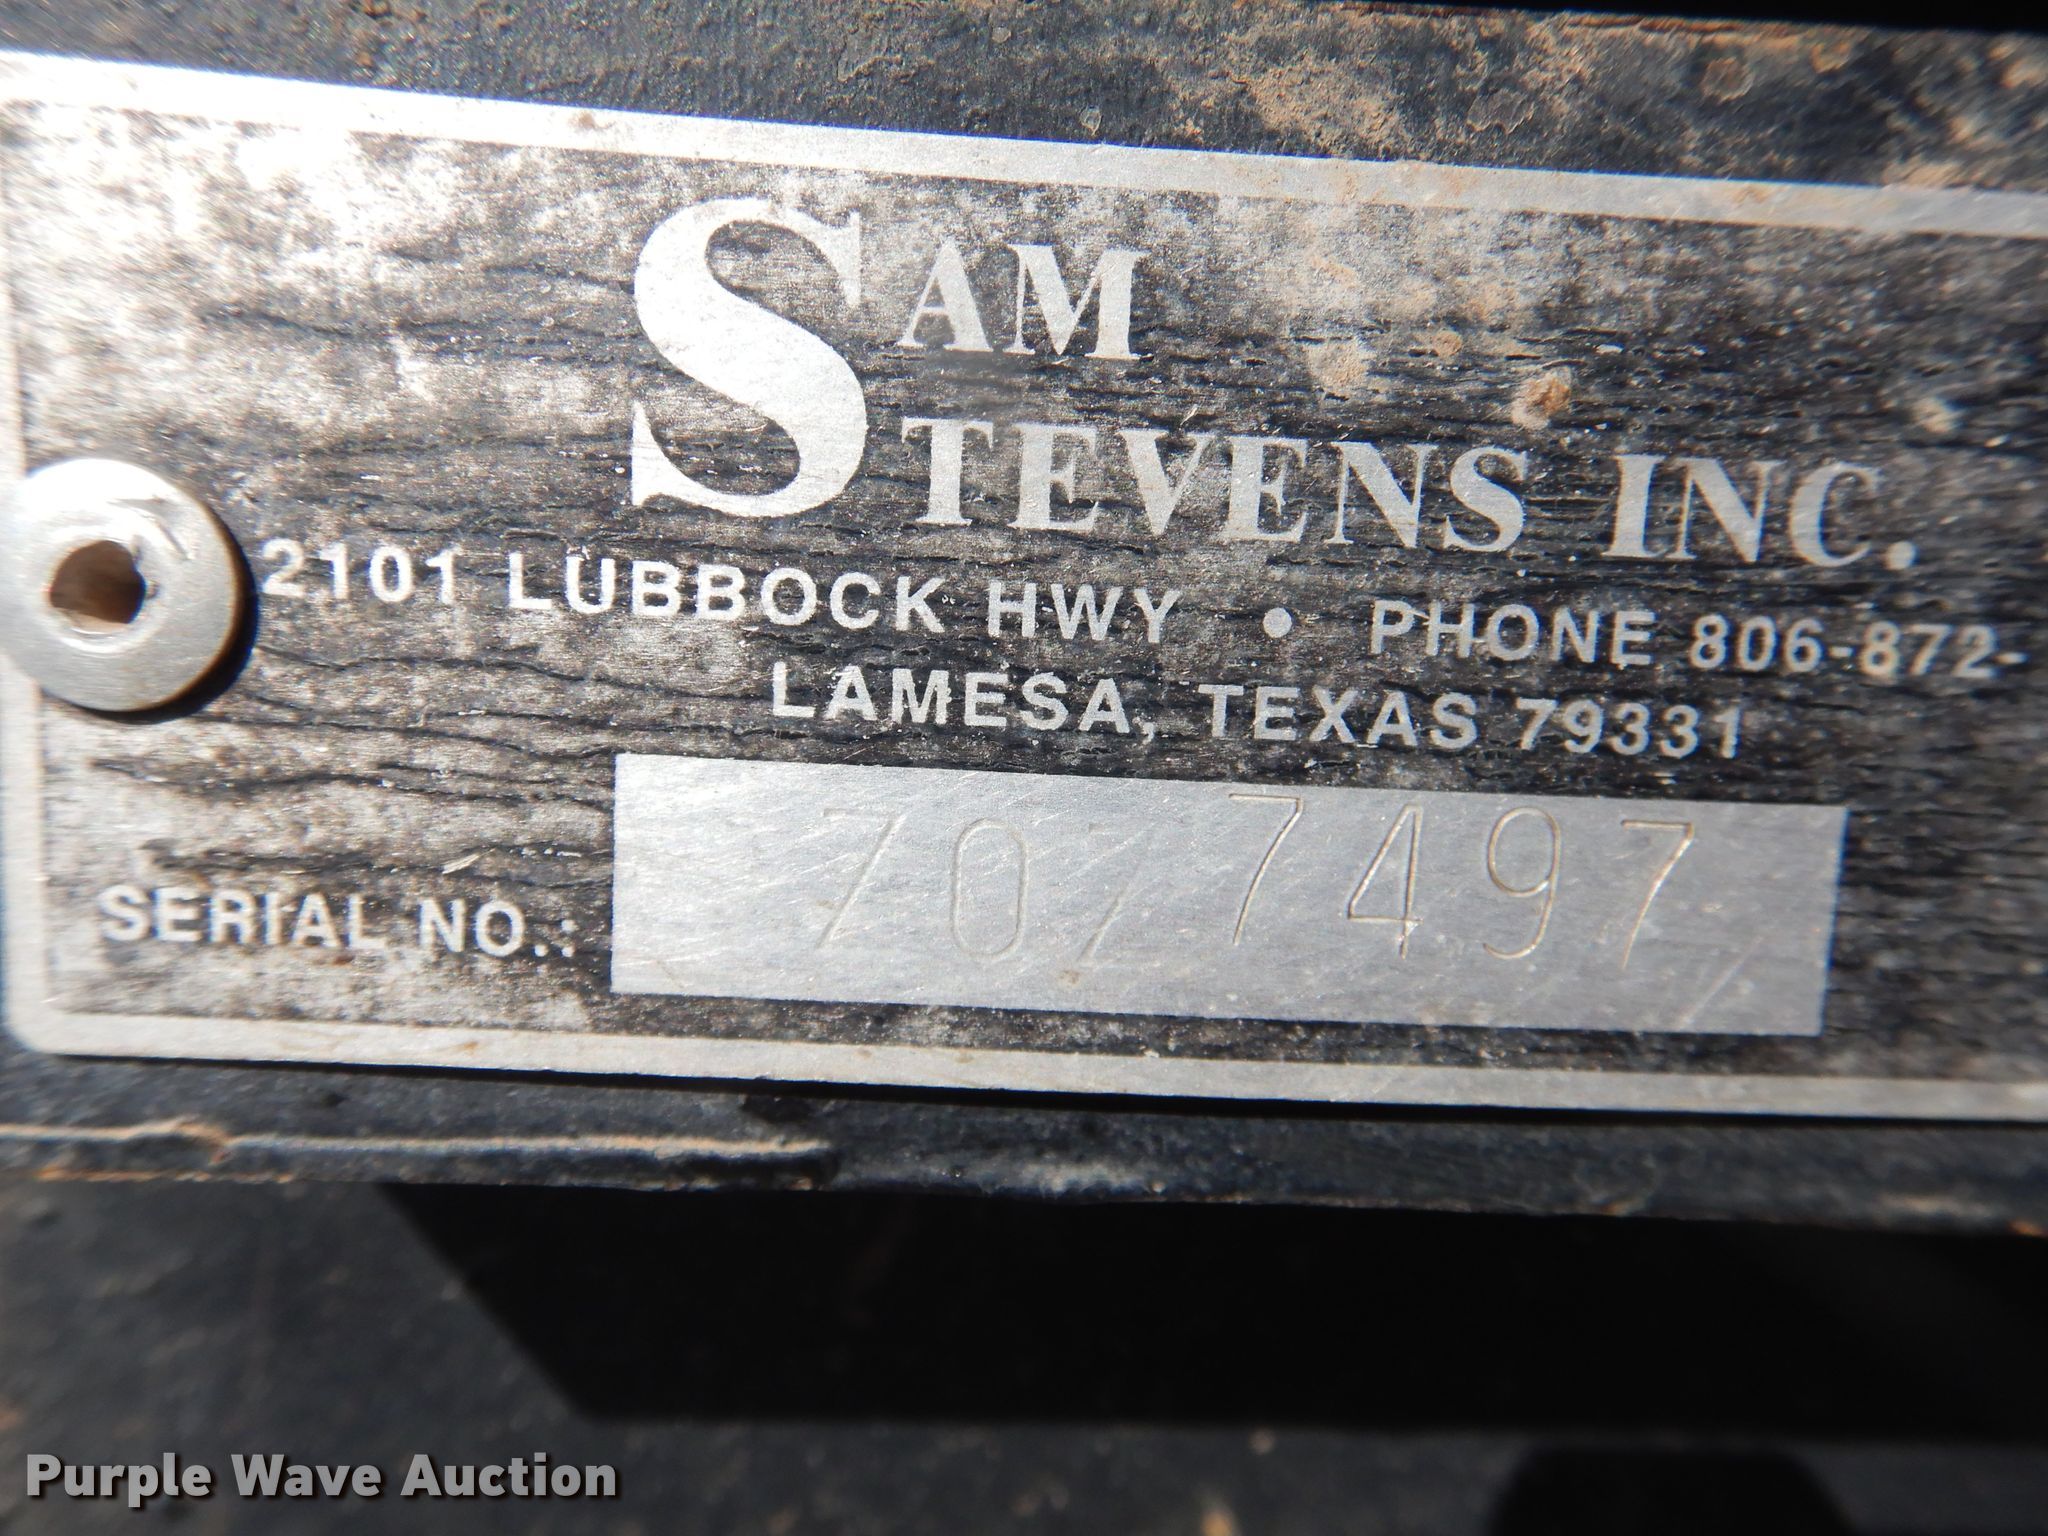 SAM
STEVENS INC.
2101 LUBBOCK HWY • PHONE 806-872-
LAMESA, TEXAS 79331
SERIAL NO.: 7077497
Purple Wave Auction